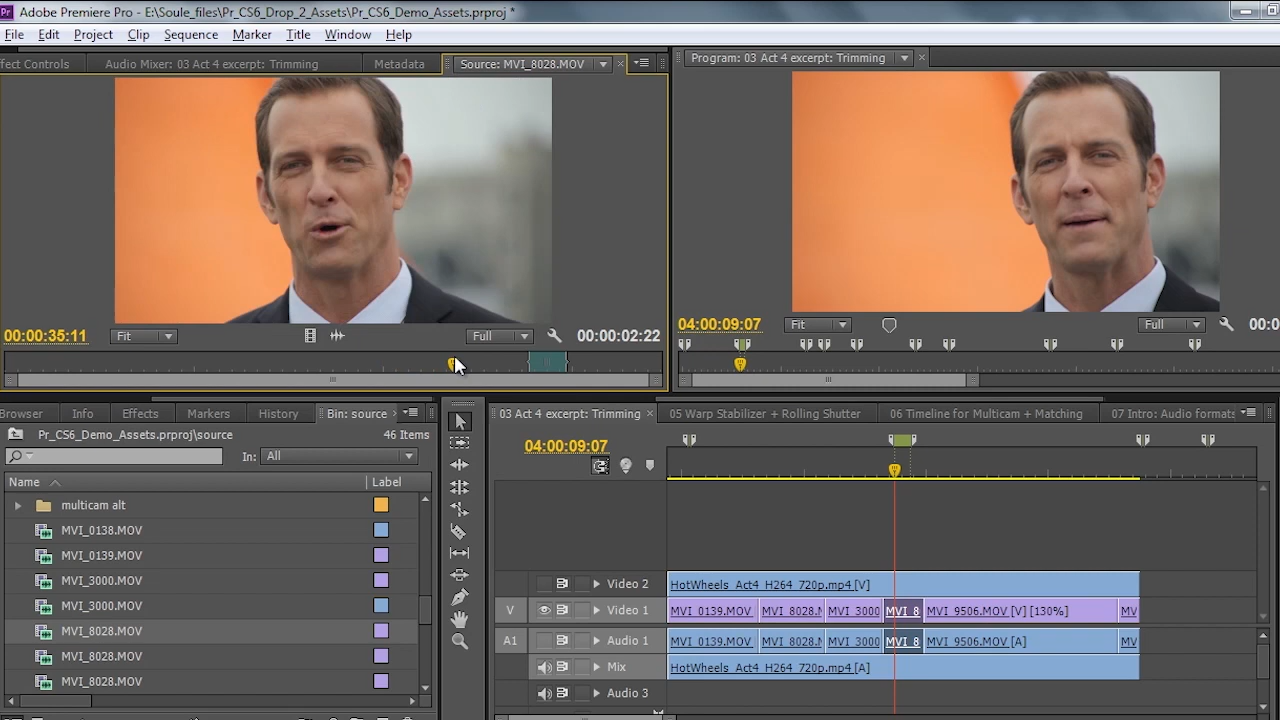 Pr Adobe Premiere Pro - E:\Soule_files\Pr_CS6_Drop_2_Assets\Pr_CS6_Demo_Assets.prproj *
File Edit Project Clip Sequence Marker Title Window Help
ffect Controls Audio Mixer: 03 Act 4 excerpt: Trimming Metadata Source: MVI_8028.MOV
Program: 03 Act 4 excerpt: Trimming
00:00:35:11 Fit Full 00:00:02:22
04:00:09:07 Fit Full 00:0
Browser Info Effects Markers History Bin: source
03 Act 4 excerpt: Trimming 05 Warp Stabilizer + Rolling Shutter 06 Timeline for Multicam + Matching 07 Intro: Audio formats
Pr_CS6_Demo_Assets.prproj\source 46 Items
04:00:09:07
In: All
Name Label
multicam alt
MVI_0138.MOV
MVI_0139.MOV
MVI_3000.MOV
MVI_3000.MOV
MVI_8028.MOV
MVI_8028.MOV
MVI_8028.MOV
Video 2 HotWheels_Act4_H264_720p.mp4 [V]
V Video 1 MVI_0139.MOV MVI_8028.M MVI_3000 MVI_8 MVI_9506.MOV [V] [130%] MV
A1 Audio 1 MVI_0139.MOV MVI_8028.M MVI_3000 MVI_8 MVI_9506.MOV [A] MV
Mix HotWheels_Act4_H264_720p.mp4 [A]
Audio 3